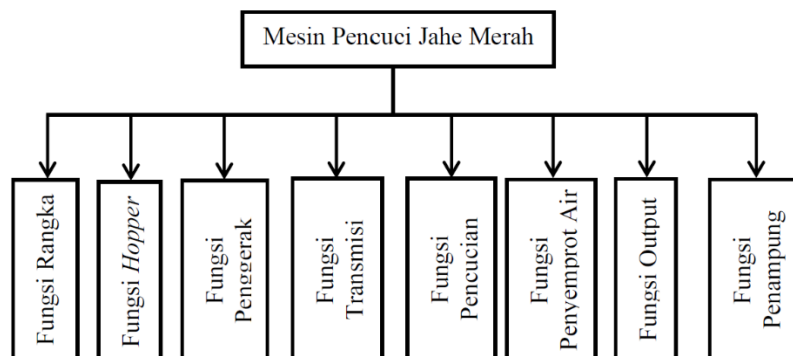 Mesin Pencuci Jahe Merah
Fungsi Rangka
Fungsi Hopper
Fungsi
Penggerak
Fungsi
Transmisi
Fungsi
Pencucian
Fungsi
Penyemprot Air
Fungsi Output
Fungsi
Penampung